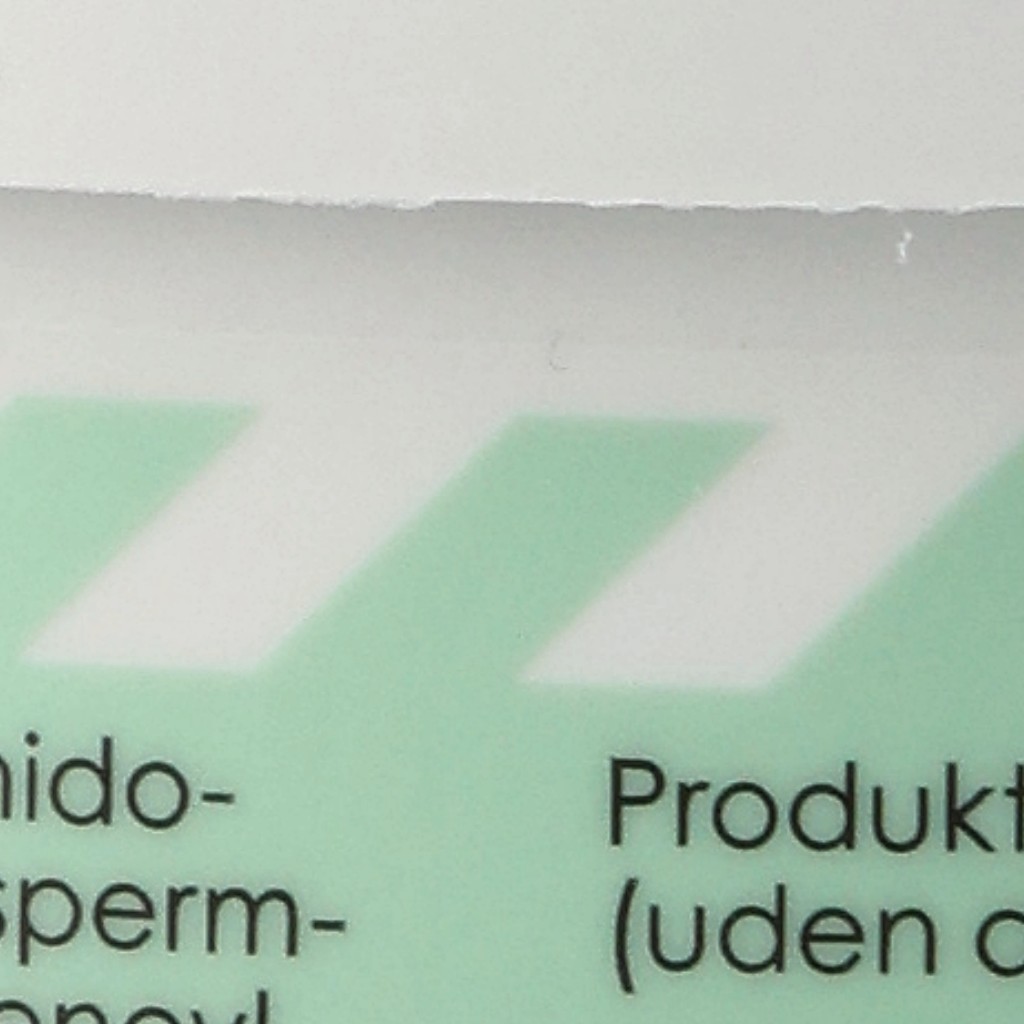 nido-
sperm-
Produkt
(uden